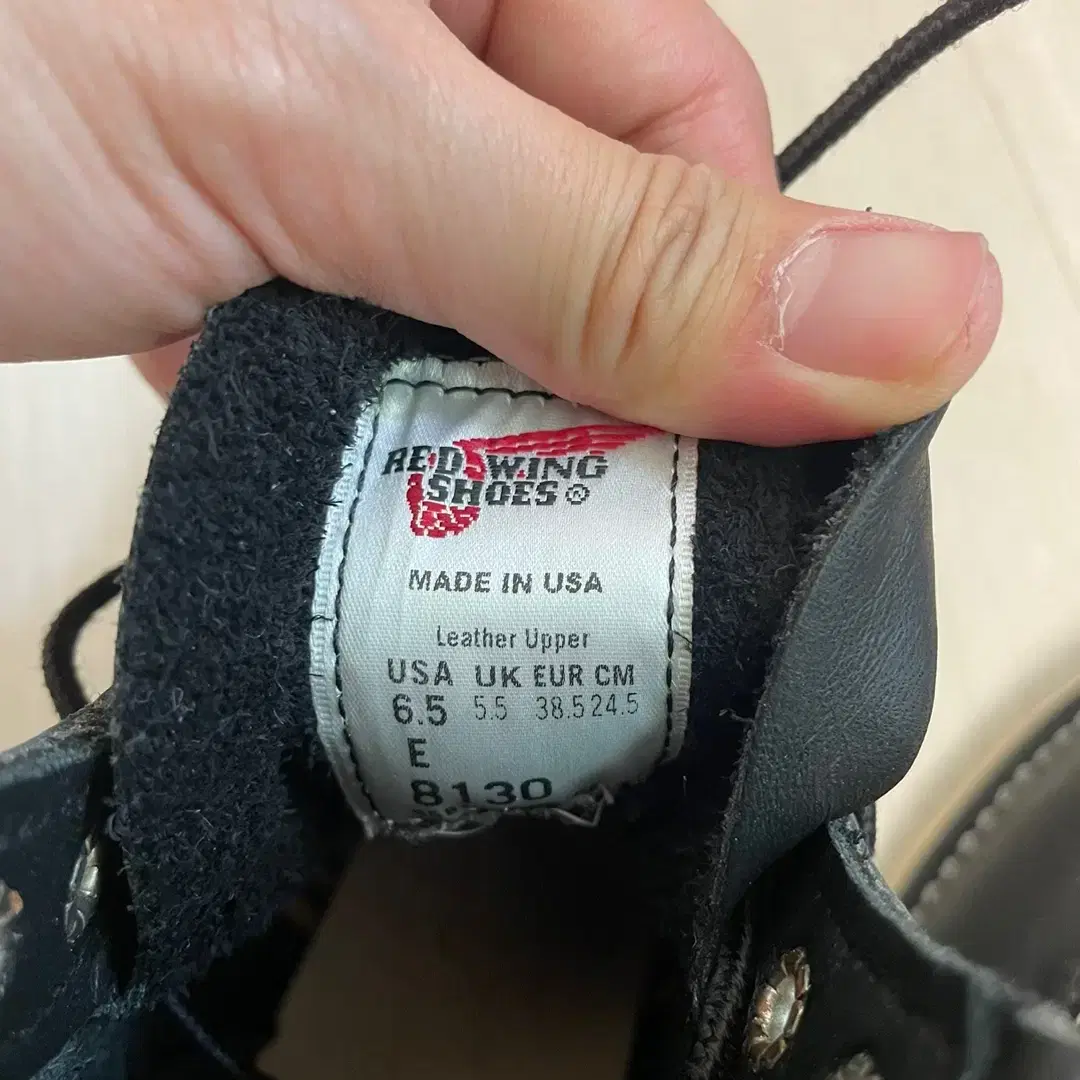 RED WING
SHOES®
MADE IN USA
Leather Upper
USA UK EUR CM
6.5 5.5 38.5 24.5
E
8130